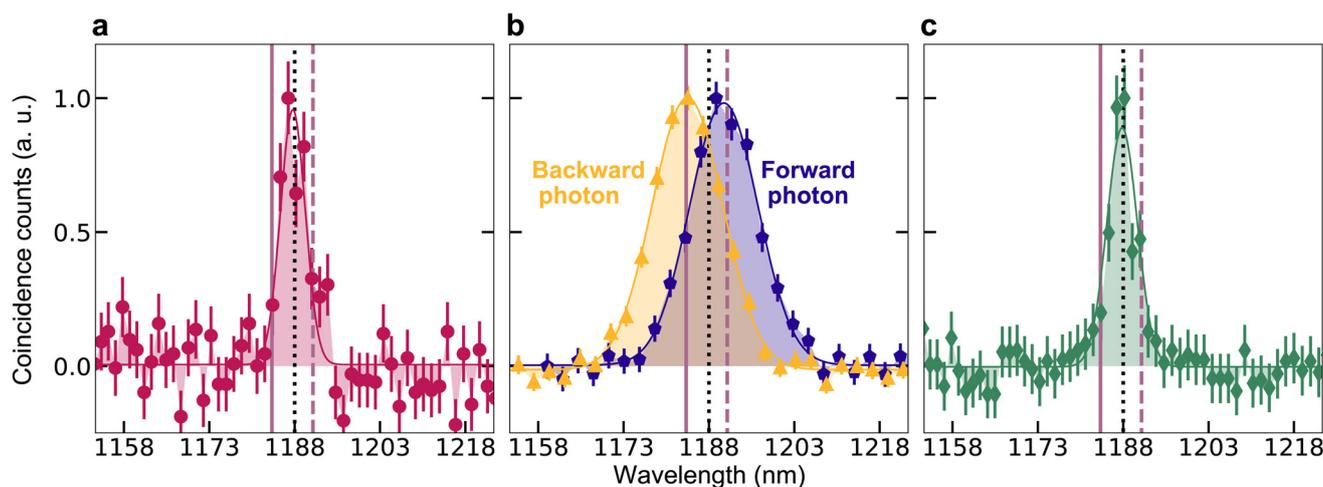 a
b
c
Coincidence counts (a. u.)
1.0
0.5
0.0
Backward
photon
Forward
photon
1158 1173 1188 1203 1218
1158 1173 1188 1203 1218
1158 1173 1188 1203 1218
Wavelength (nm)